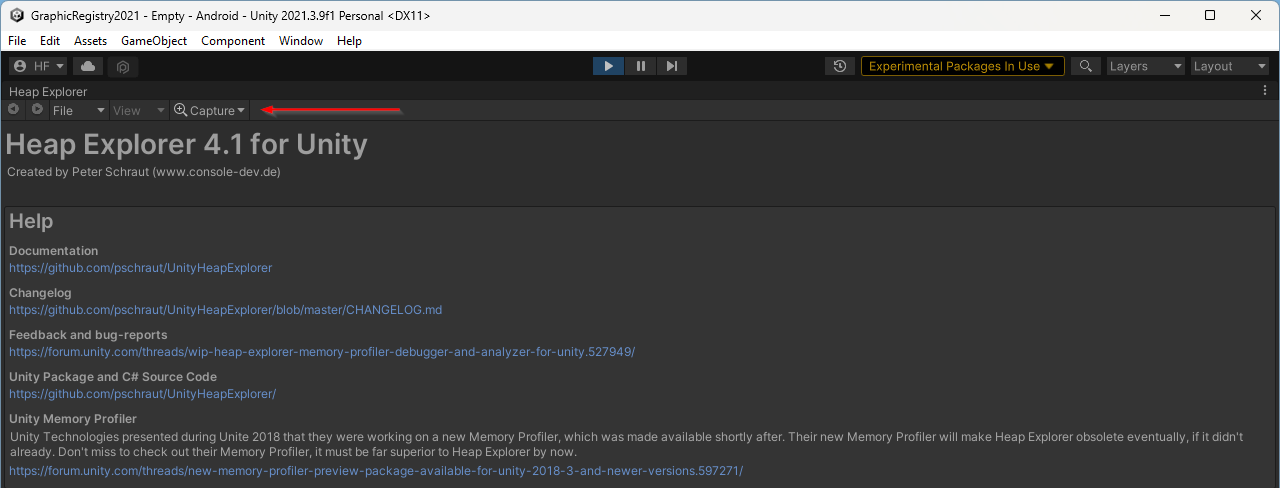 GraphicRegistry2021 - Empty - Android - Unity 2021.3.9f1 Personal <DX11>
File Edit Assets GameObject Component Window Help
HF Experimental Packages In Use Layers Layout
Heap Explorer
File View Capture
Heap Explorer 4.1 for Unity
Created by Peter Schraut (www.console-dev.de)
Help
Documentation
https://github.com/pschraut/UnityHeapExplorer
Changelog
https://github.com/pschraut/UnityHeapExplorer/blob/master/CHANGELOG.md
Feedback and bug-reports
https://forum.unity.com/threads/wip-heap-explorer-memory-profiler-debugger-and-analyzer-for-unity.527949/
Unity Package and C# Source Code
https://github.com/pschraut/UnityHeapExplorer/
Unity Memory Profiler
Unity Technologies presented during Unite 2018 that they were working on a new Memory Profiler, which was made available shortly after. Their new Memory Profiler will make Heap Explorer obsolete eventually, if it didn't
already. Don't miss to check out their Memory Profiler, it must be far superior to Heap Explorer by now.
https://forum.unity.com/threads/new-memory-profiler-preview-package-available-for-unity-2018-3-and-newer-versions.597271/